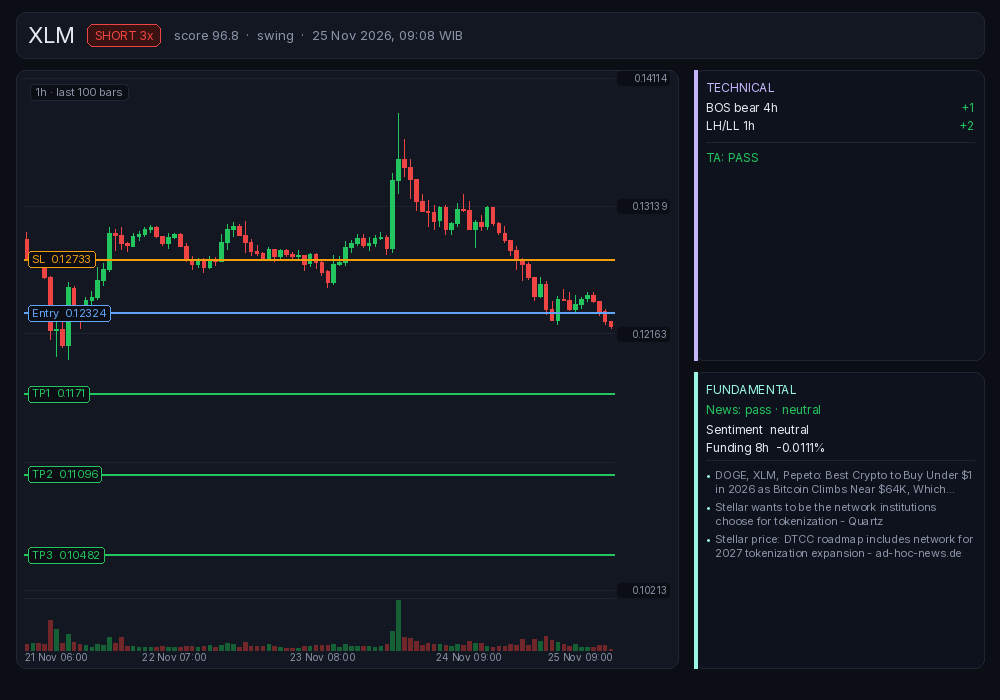 XLM SHORT 3x score 96.8 · swing · 25 Nov 2026, 09:08 WIB
1h · last 100 bars
0.14114
0.13139
SL 0.12733
Entry 0.12324
0.12163
TP1 0.1171
TP2 0.11096
TP3 0.10482
0.10213
21 Nov 06:00 22 Nov 07:00 23 Nov 08:00 24 Nov 09:00 25 Nov 09:00
TECHNICAL
BOS bear 4h +1
LH/LL 1h +2
TA: PASS
FUNDAMENTAL
News: pass · neutral
Sentiment neutral
Funding 8h -0.0111%
• DOGE, XLM, Pepeto: Best Crypto to Buy Under $1
in 2026 as Bitcoin Climbs Near $64K, Which...
• Stellar wants to be the network institutions
choose for tokenization - Quartz
• Stellar price: DTCC roadmap includes network for
2027 tokenization expansion - ad-hoc-news.de